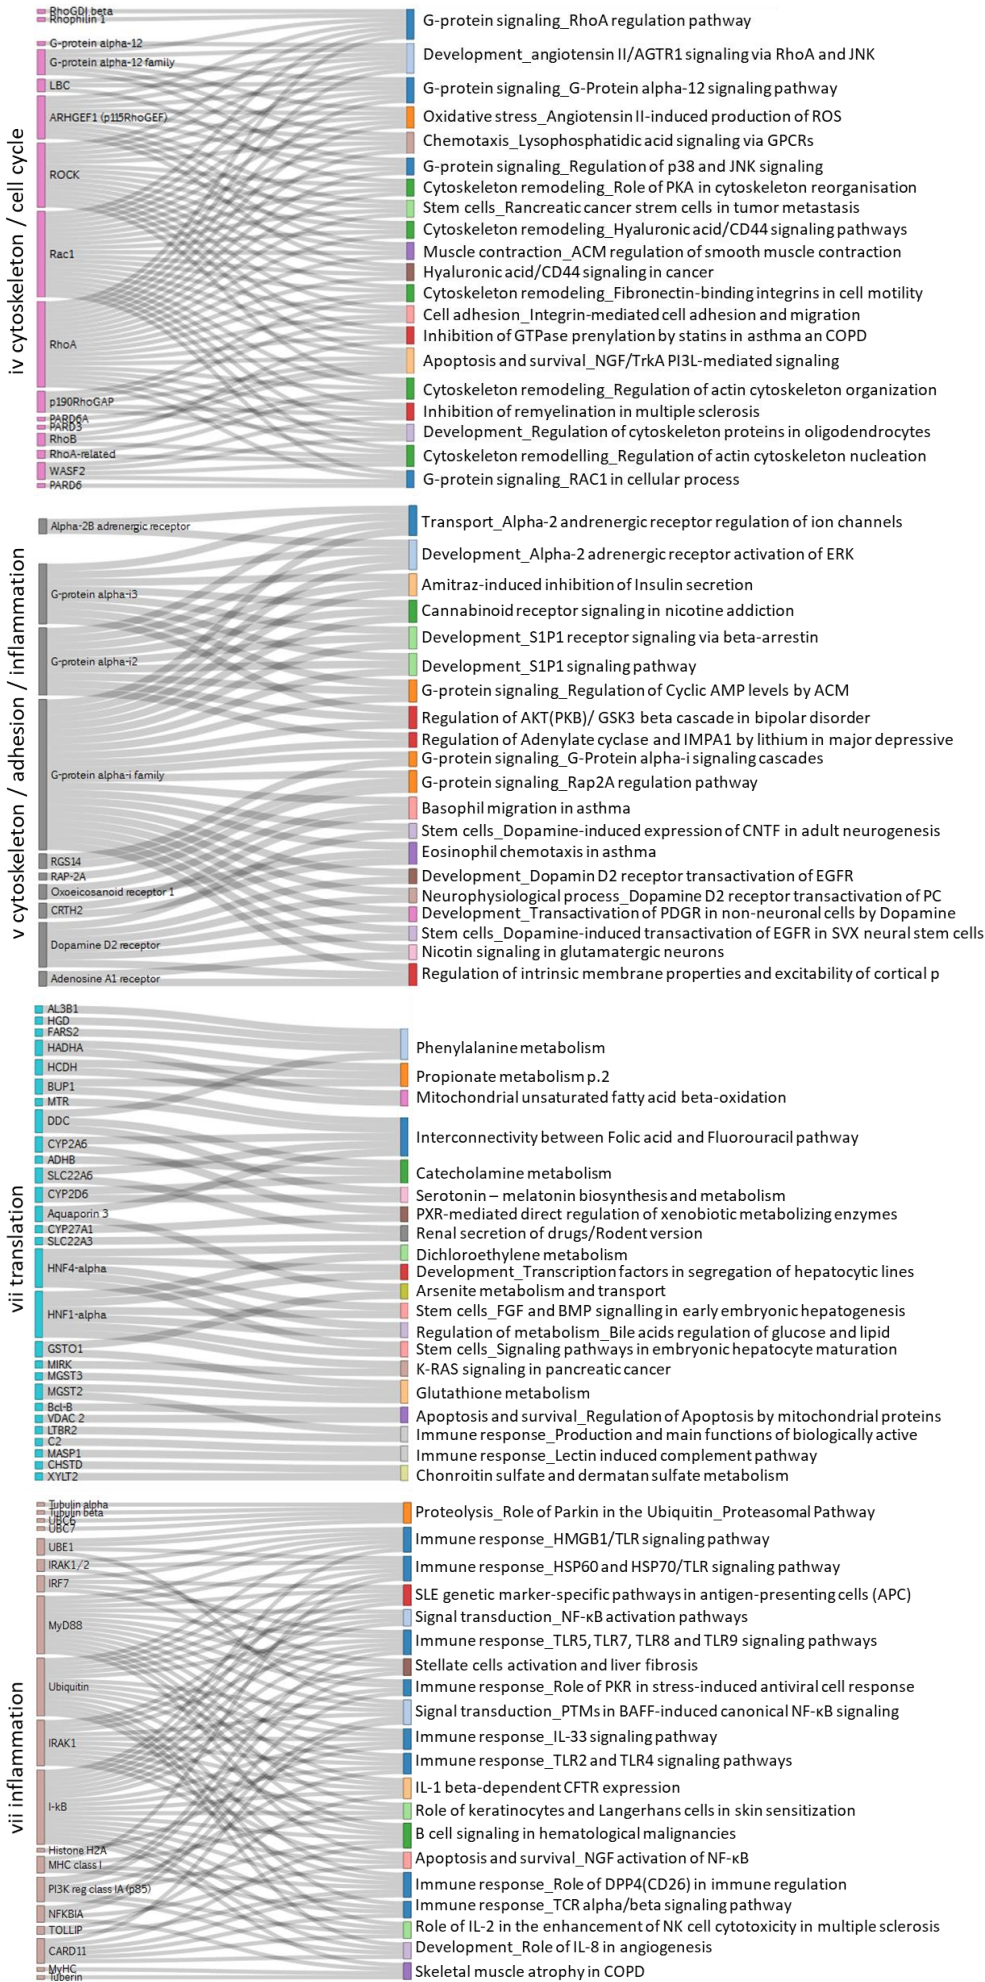 iv cytoskeleton / cell cycle
RhoGDI beta
Rhophilin 1
G-protein alpha-12
G-protein alpha-12 family
LBC
ARHGEF1 (p115RhoGEF)
ROCK
Rac1
RhoA
p190RhoGAP
PARD6A
PARD3
RhoB
RhoA-related
WASF2
PARD6
G-protein signaling_RhoA regulation pathway
Development_angiotensin II/AGTR1 signaling via RhoA and JNK
G-protein signaling_G-Protein alpha-12 signaling pathway
Oxidative stress_Angiotensin II-induced production of ROS
Chemotaxis_Lysophosphatidic acid signaling via GPCRs
G-protein signaling_Regulation of p38 and JNK signaling
Cytoskeleton remodeling_Role of PKA in cytoskeleton reorganisation
Stem cells_Rancreatic cancer strem cells in tumor metastasis
Cytoskeleton remodeling_Hyaluronic acid/CD44 signaling pathways
Muscle contraction_ACM regulation of smooth muscle contraction
Hyaluronic acid/CD44 signaling in cancer
Cytoskeleton remodeling_Fibronectin-binding integrins in cell motility
Cell adhesion_Integrin-mediated cell adhesion and migration
Inhibition of GTPase prenylation by statins in asthma an COPD
Apoptosis and survival_NGF/TrkA PI3L-mediated signaling
Cytoskeleton remodeling_Regulation of actin cytoskeleton organization
Inhibition of remyelination in multiple sclerosis
Development_Regulation of cytoskeleton proteins in oligodendrocytes
Cytoskeleton remodelling_Regulation of actin cytoskeleton nucleation
G-protein signaling_RAC1 in cellular process
v cytoskeleton / adhesion / inflammation
Alpha-2B adrenergic receptor
G-protein alpha-i3
G-protein alpha-i2
G-protein alpha-i family
RGS14
RAP-2A
Oxoeicosanoid receptor 1
CRTH2
Dopamine D2 receptor
Adenosine A1 receptor
Transport_Alpha-2 andrenergic receptor regulation of ion channels
Development_Alpha-2 adrenergic receptor activation of ERK
Amitraz-induced inhibition of Insulin secretion
Cannabinoid receptor signaling in nicotine addiction
Development_S1P1 receptor signaling via beta-arrestin
Development_S1P1 signaling pathway
G-protein signaling_Regulation of Cyclic AMP levels by ACM
Regulation of AKT(PKB)/ GSK3 beta cascade in bipolar disorder
Regulation of Adenylate cyclase and IMPA1 by lithium in major depressive
G-protein signaling_G-Protein alpha-i signaling cascades
G-protein signaling_Rap2A regulation pathway
Basophil migration in asthma
Stem cells_Dopamine-induced expression of CNTF in adult neurogenesis
Eosinophil chemotaxis in asthma
Development_Dopamin D2 receptor transactivation of EGFR
Neurophysiological process_Dopamine D2 receptor transactivation of PC
Development_Transactivation of PDGR in non-neuronal cells by Dopamine
Stem cells_Dopamine-induced transactivation of EGFR in SVX neural stem cells
Nicotin signaling in glutamatergic neurons
Regulation of intrinsic membrane properties and excitability of cortical p
vii translation
AL3B1
HGD
FARS2
HADHA
HCDH
BUP1
MTR
DDC
CYP2A6
ADHB
SLC22A6
CYP2D6
Aquaporin 3
CYP27A1
SLC22A3
HNF4-alpha
HNF1-alpha
GSTO1
MIRK
MGST3
MGST2
Bcl-B
VDAC 2
LTBR2
C2
MASP1
CHSTD
XYLT2
Phenylalanine metabolism
Propionate metabolism p.2
Mitochondrial unsaturated fatty acid beta-oxidation
Interconnectivity between Folic acid and Fluorouracil pathway
Catecholamine metabolism
Serotonin – melatonin biosynthesis and metabolism
PXR-mediated direct regulation of xenobiotic metabolizing enzymes
Renal secretion of drugs/Rodent version
Dichloroethylene metabolism
Development_Transcription factors in segregation of hepatocytic lines
Arsenite metabolism and transport
Stem cells_FGF and BMP signalling in early embryonic hepatogenesis
Regulation of metabolism_Bile acids regulation of glucose and lipid
Stem cells_Signaling pathways in embryonic hepatocyte maturation
K-RAS signaling in pancreatic cancer
Glutathione metabolism
Apoptosis and survival_Regulation of Apoptosis by mitochondrial proteins
Immune response_Production and main functions of biologically active
Immune response_Lectin induced complement pathway
Chonroitin sulfate and dermatan sulfate metabolism
vii inflammation
Tubulin alpha
Tubulin beta
UBC6
UBC7
UBE1
IRAK1/2
IRF7
MyD88
Ubiquitin
IRAK1
I-kB
Histone H2A
MHC class I
PI3K reg class IA (p85)
NFKBIA
TOLLIP
CARD11
MyHC
Tuberin
Proteolysis_Role of Parkin in the Ubiquitin_Proteasomal Pathway
Immune response_HMGB1/TLR signaling pathway
Immune response_HSP60 and HSP70/TLR signaling pathway
SLE genetic marker-specific pathways in antigen-presenting cells (APC)
Signal transduction_NF-κB activation pathways
Immune response_TLR5, TLR7, TLR8 and TLR9 signaling pathways
Stellate cells activation and liver fibrosis
Immune response_Role of PKR in stress-induced antiviral cell response
Signal transduction_PTMs in BAFF-induced canonical NF-κB signaling
Immune response_IL-33 signaling pathway
Immune response_TLR2 and TLR4 signaling pathways
IL-1 beta-dependent CFTR expression
Role of keratinocytes and Langerhans cells in skin sensitization
B cell signaling in hematological malignancies
Apoptosis and survival_NGF activation of NF-κB
Immune response_Role of DPP4(CD26) in immune regulation
Immune response_TCR alpha/beta signaling pathway
Role of IL-2 in the enhancement of NK cell cytotoxicity in multiple sclerosis
Development_Role of IL-8 in angiogenesis
Skeletal muscle atrophy in COPD